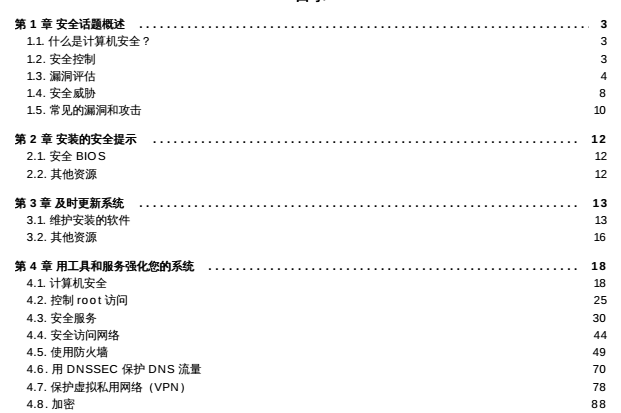 第 1 章 安全话题概述 3
1.1. 什么是计算机安全？ 3
1.2. 安全控制 3
1.3. 漏洞评估 4
1.4. 安全威胁 8
1.5. 常见的漏洞和攻击 10
第 2 章 安装的安全提示 12
2.1. 安全 BIOS 12
2.2. 其他资源 12
第 3 章 及时更新系统 13
3.1. 维护安装的软件 13
3.2. 其他资源 16
第 4 章 用工具和服务强化您的系统 18
4.1. 计算机安全 18
4.2. 控制 root 访问 25
4.3. 安全服务 30
4.4. 安全访问网络 44
4.5. 使用防火墙 49
4.6. 用 DNSSEC 保护 DNS 流量 70
4.7. 保护虚拟私用网络（VPN） 78
4.8. 加密 88